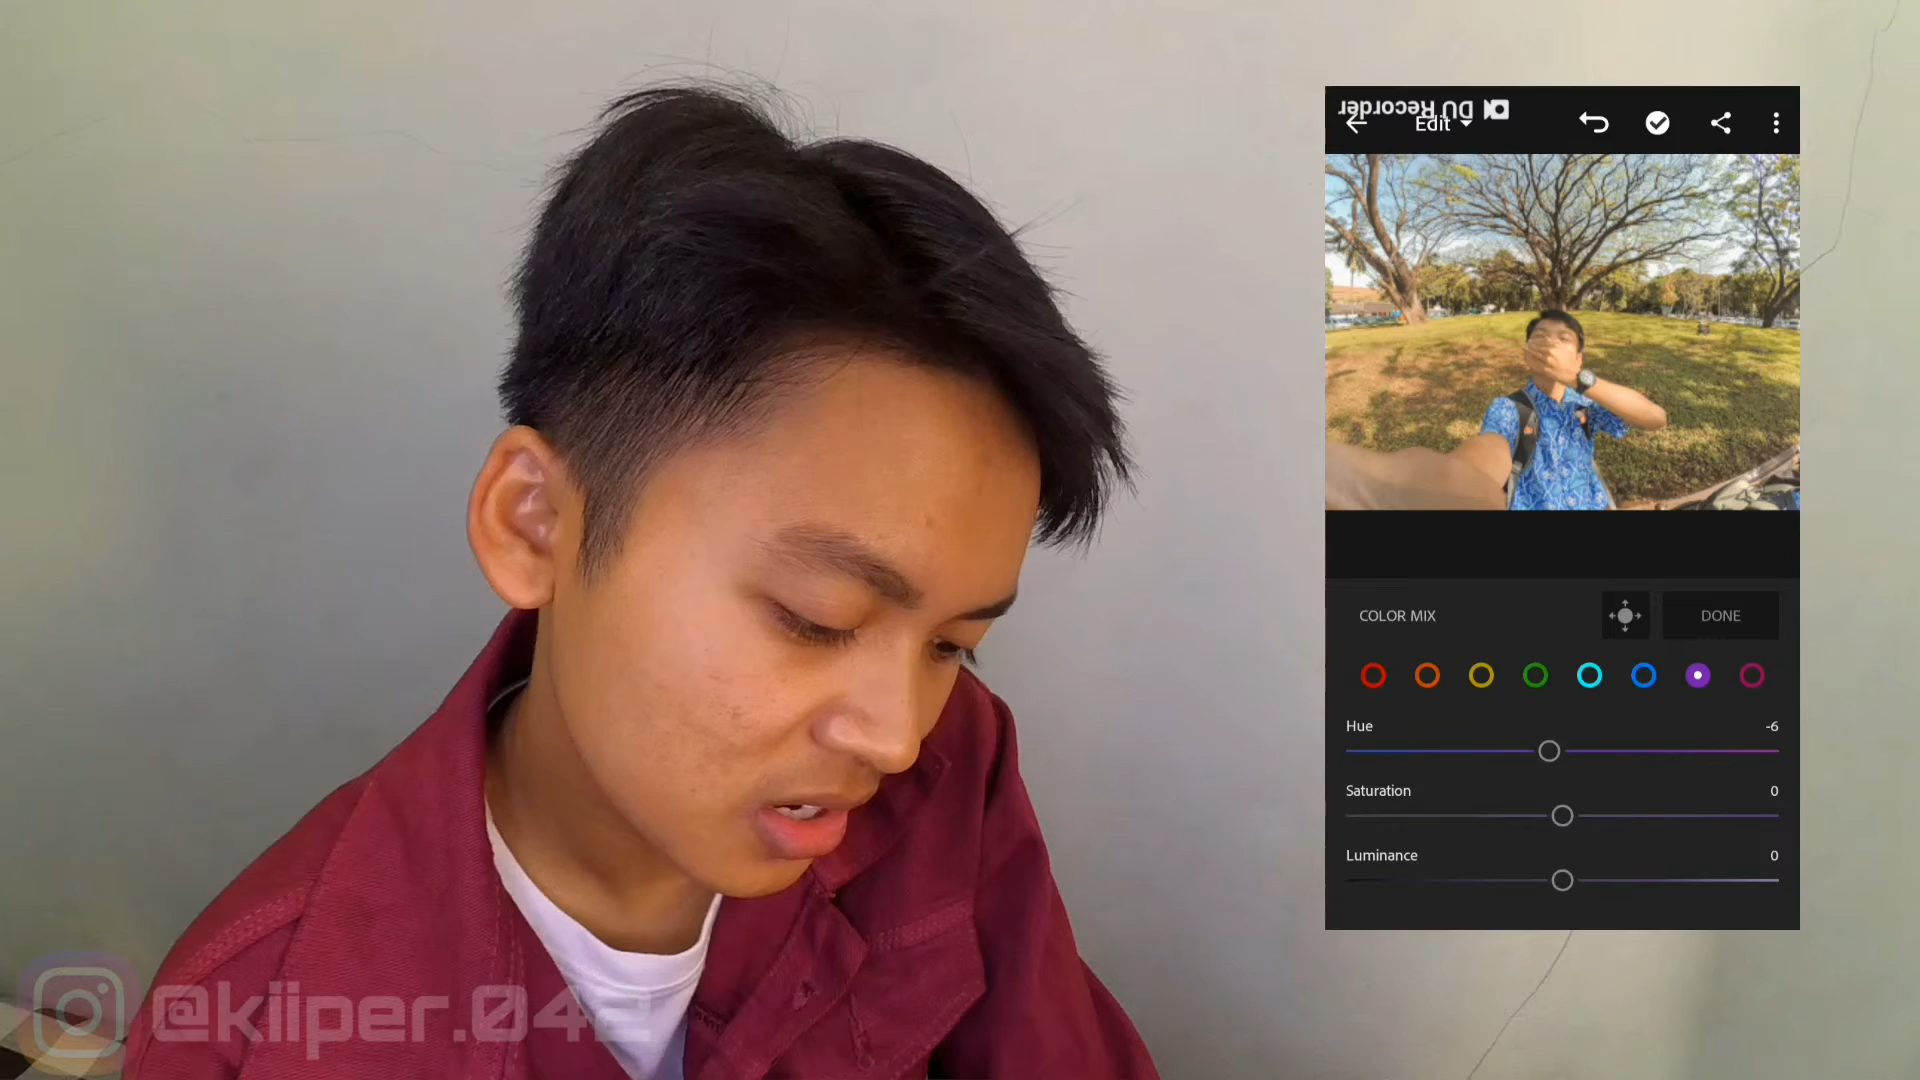 DU Recorder
Edit
COLOR MIX
DONE
Hue
-6
Saturation
0
Luminance
0
@kiiper.042